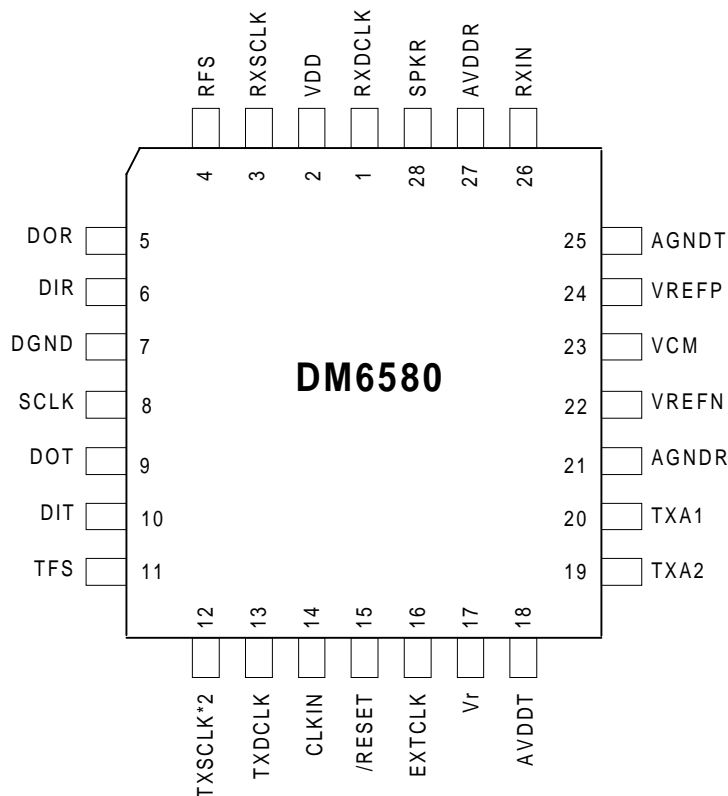 RFS
RXSCLK
VDD
RXDCLK
SPKR
AVDDR
RXIN
4
3
2
1
28
27
26
DOR 5
DIR 6
DGND 7
SCLK 8
DOT 9
DIT 10
TFS 11
DM6580
25 AGNDT
24 VREFP
23 VCM
22 VREFN
21 AGNDR
20 TXA1
19 TXA2
12
13
14
15
16
17
18
TXSCLK*2
TXDCLK
CLKIN
/RESET
EXTCLK
Vr
AVDDT